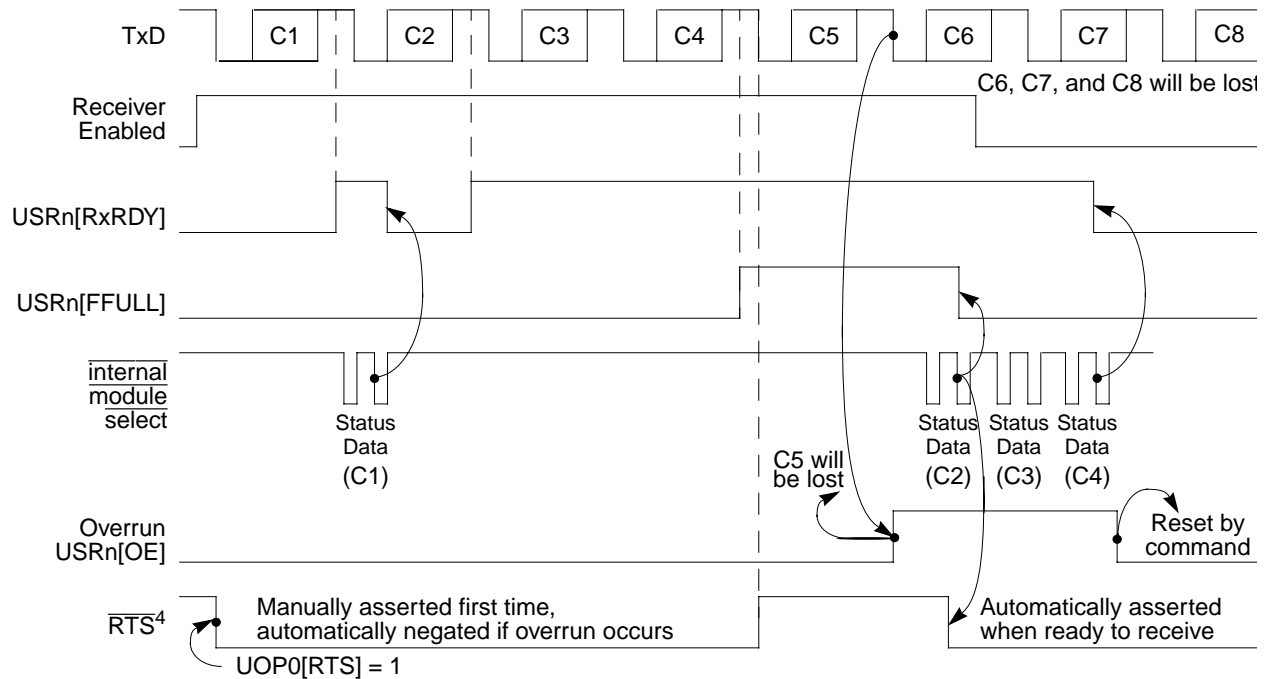 TxD
C1
C2
C3
C4
C5
C6
C7
C8
C6, C7, and C8 will be lost
Receiver
Enabled
USRn[RxRDY]
USRn[FFULL]
internal
module
select
Status
Data
(C1)
Status
Data
(C2)
Status
Data
(C3)
Status
Data
(C4)
C5 will
be lost
Overrun
USRn[OE]
Reset by
command
RTS4
Manually asserted first time,
automatically negated if overrun occurs
Automatically asserted
when ready to receive
UOP0[RTS] = 1